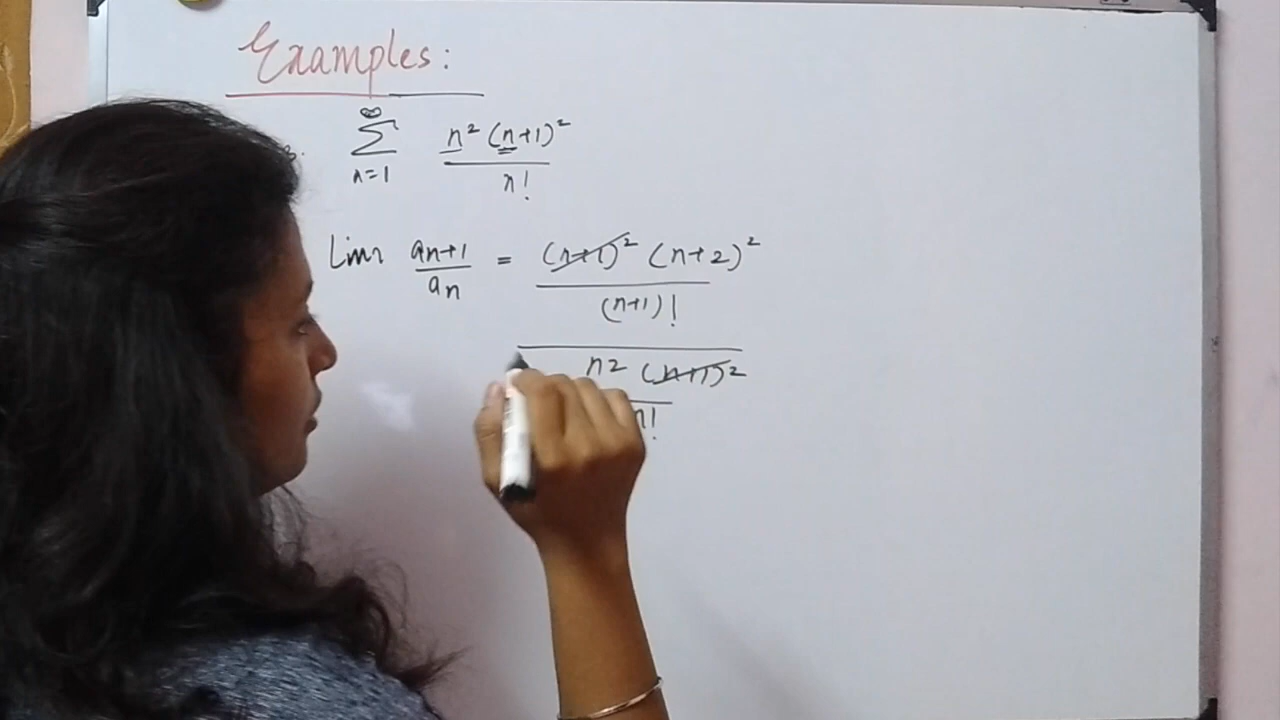 Examples:
∞
∑ n² (n+1)²
n=1 n!
Lim an+1 = (n+1)² (n+2)²
an (n+1)!
n2 (n+1)2
n!